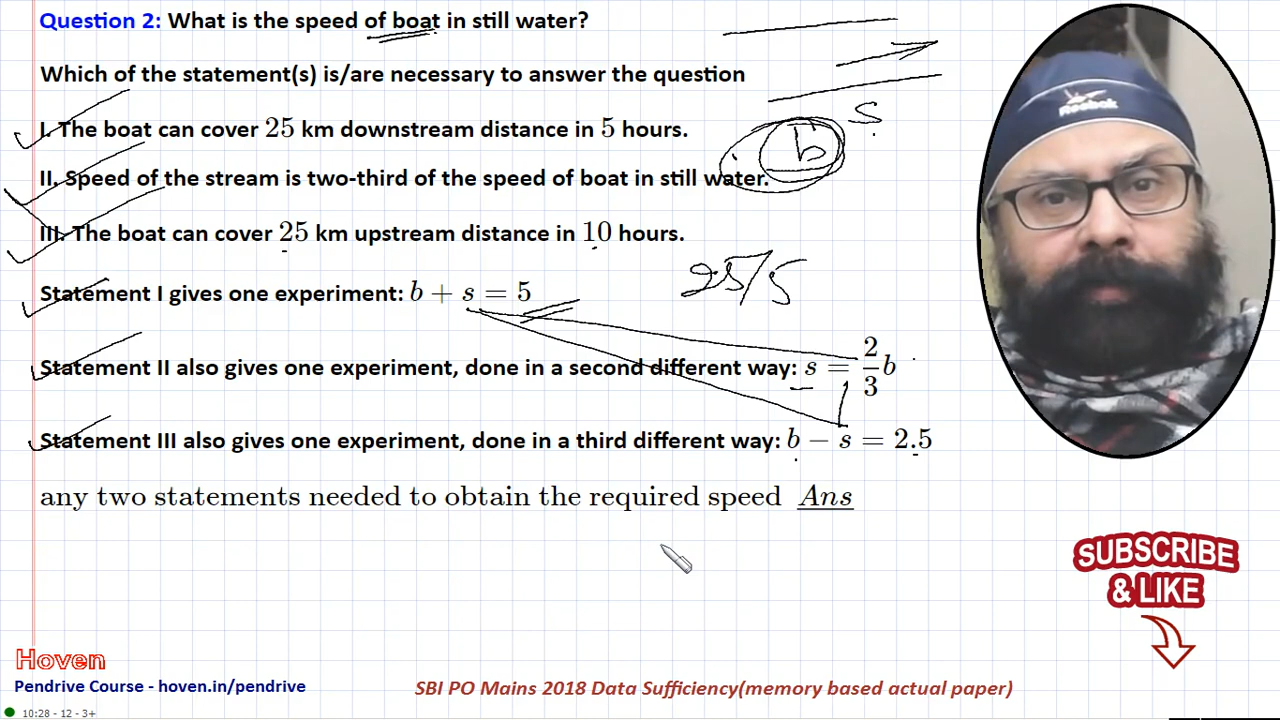 Question 2: What is the speed of boat in still water?
Which of the statement(s) is/are necessary to answer the question
I. The boat can cover 25 km downstream distance in 5 hours.
s
b
II. Speed of the stream is two-third of the speed of boat in still water.
III. The boat can cover 25 km upstream distance in 10 hours.
25/5
Statement I gives one experiment: b + s = 5
Statement II also gives one experiment, done in a second different way: s = 2/3 b
Statement III also gives one experiment, done in a third different way: b − s = 2.5
any two statements needed to obtain the required speed Ans
Reebok
SUBSCRIBE
& LIKE
Hoven
Pendrive Course - hoven.in/pendrive
SBI PO Mains 2018 Data Sufficiency(memory based actual paper)
10:28 - 12 - 3+